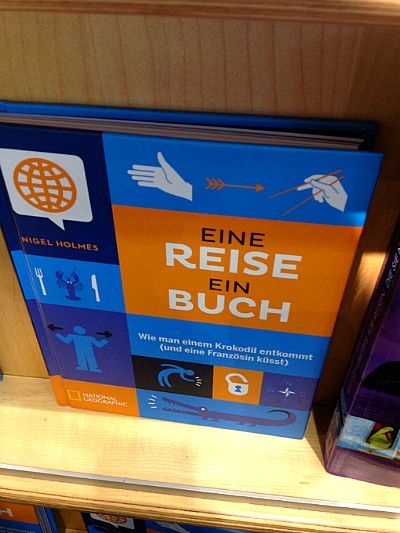 NIGEL HOLMES
EINE
REISE
EIN
BUCH
Wie man einem Krokodil entkommt
(und eine Französin küsst)
N
W
O
S
NATIONAL
GEOGRAPHIC